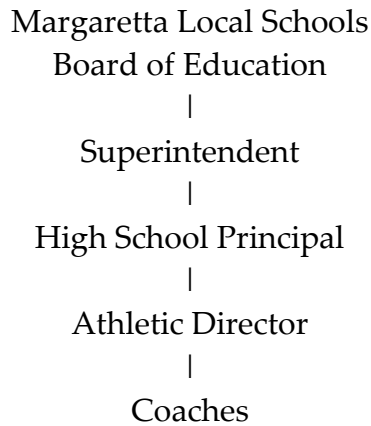 Margaretta Local Schools
Board of Education
|
Superintendent
|
High School Principal
|
Athletic Director
|
Coaches